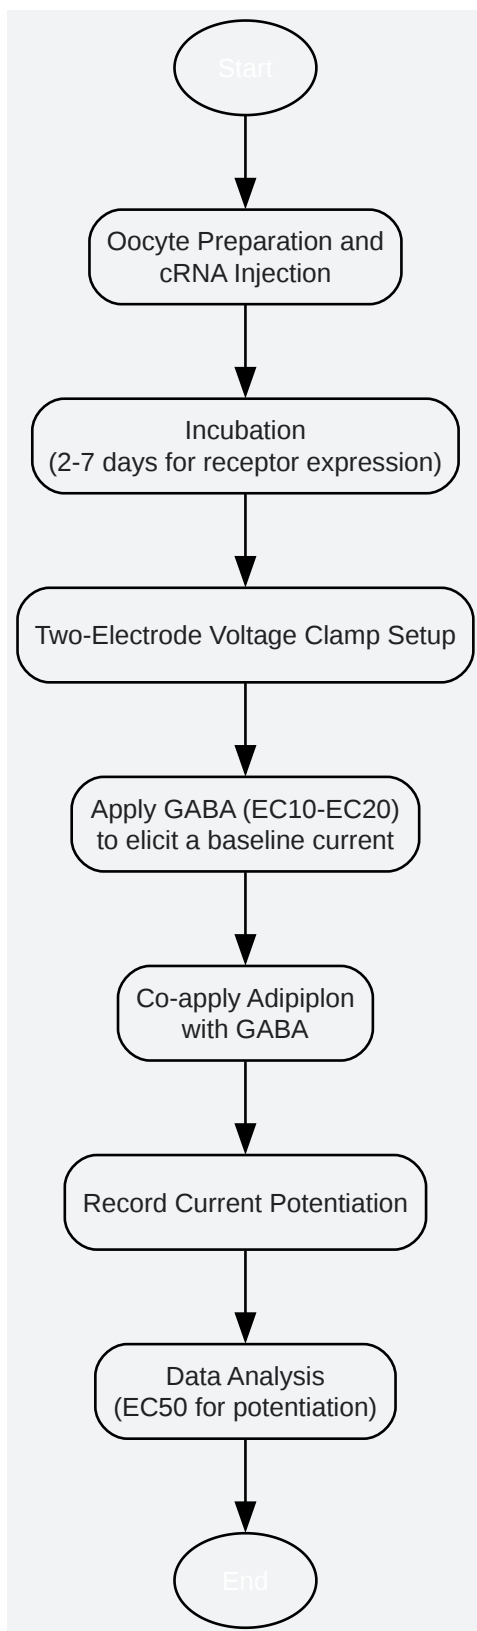 Start
Oocyte Preparation and
cRNA Injection
Incubation
(2-7 days for receptor expression)
Two-Electrode Voltage Clamp Setup
Apply GABA (EC10-EC20)
to elicit a baseline current
Co-apply Adipiplon
with GABA
Record Current Potentiation
Data Analysis
(EC50 for potentiation)
End